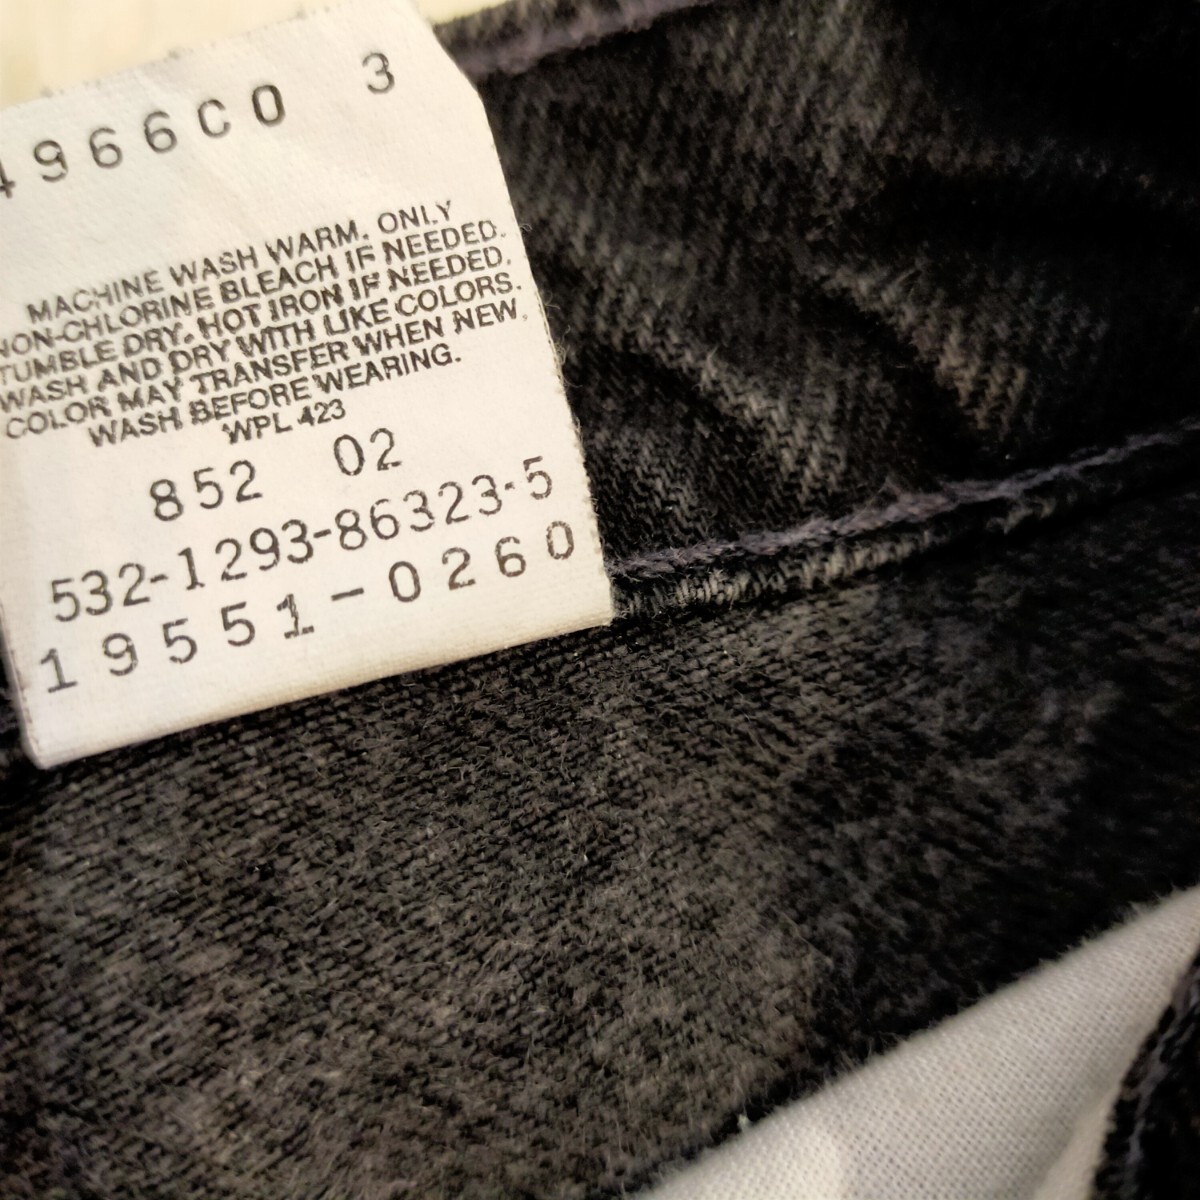 4966C0 3
MACHINE WASH WARM. ONLY
NON-CHLORINE BLEACH IF NEEDED.
TUMBLE DRY. HOT IRON IF NEEDED.
WASH AND DRY WITH LIKE COLORS.
COLOR MAY TRANSFER WHEN NEW.
WASH BEFORE WEARING.
WPL 423
852 02
532-1293-86323-5
19551-0260